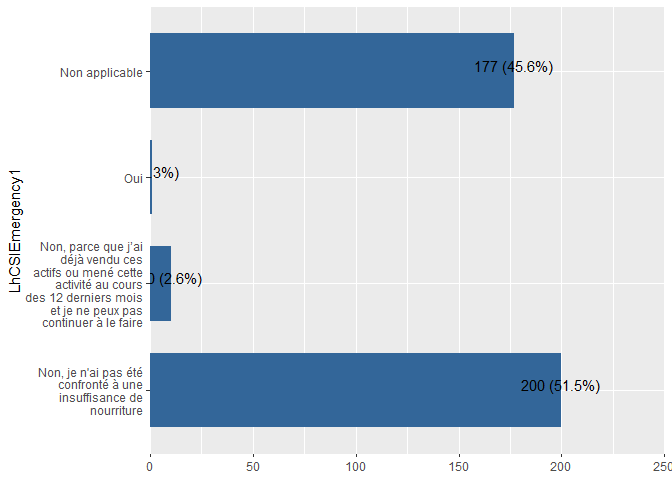 LhCSIEmergency1
Non applicable
177 (45.6%)
Oui
3%)
Non, parce que j'ai
déjà vendu ces
actifs ou mené cette
activité au cours
des 12 derniers mois
et je ne peux pas
continuer à le faire
(2.6%)
Non, je n'ai pas été
confronté à une
insuffisance de
nourriture
200 (51.5%)
0 50 100 150 200 250